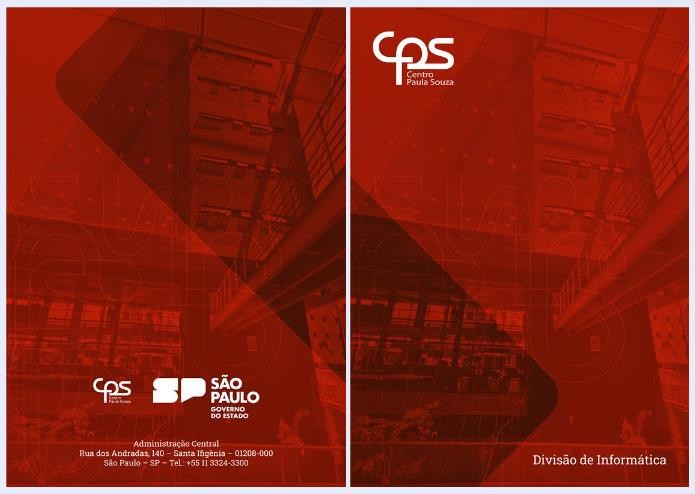 CPS
Centro
Paula Souza
CPS
Centro
Paula Souza
SP
SÃO
PAULO
GOVERNO
DO ESTADO
Administração Central
Rua dos Andradas, 140 – Santa Ifigênia – 01208-000
São Paulo – SP – Tel.: +55 11 3324-3300
Divisão de Informática